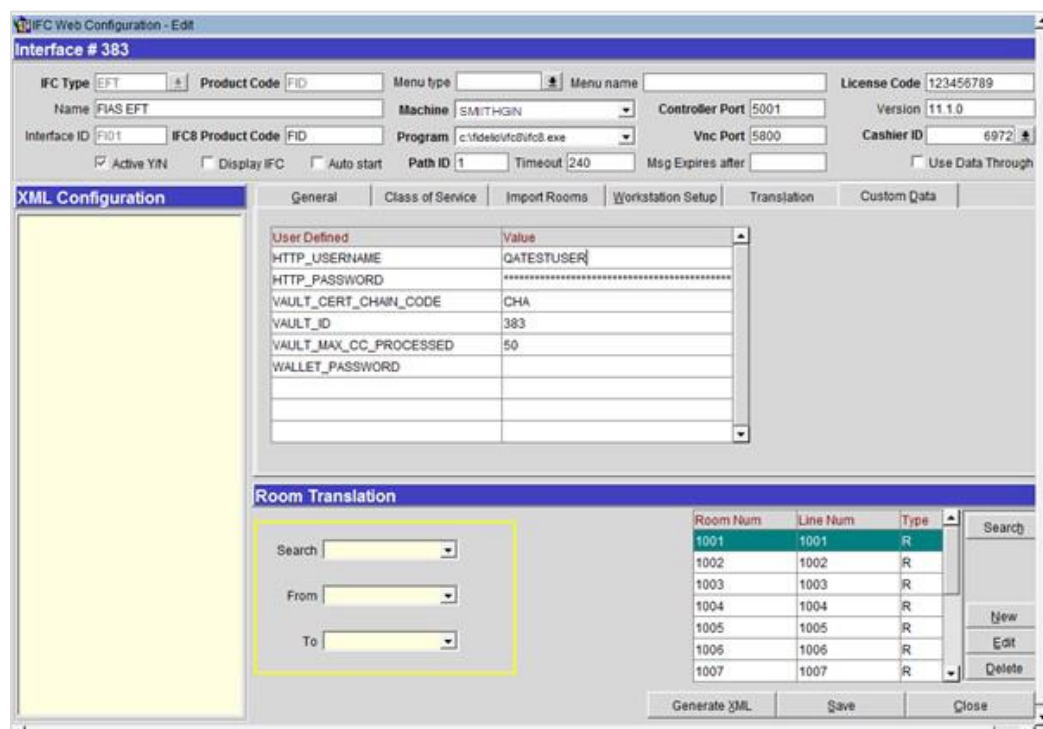 IFC Web Configuration - Edit
Interface # 383
IFC Type EFT Product Code FID Menu type Menu name License Code 123456789
Name FIAS EFT Machine SMIITHGIN Controller Port 5001 Version 11.1.0
Interface ID FI01 IFC8 Product Code FID Program c:\fidelio\ifc8\ifc8.exe Vnc Port 5800 Cashier ID 6972
Active Y/N Display IFC Auto start Path ID 1 Timeout 240 Msg Expires after Use Data Through
XML Configuration
General Class of Service Import Rooms Workstation Setup Translation Custom Data
User Defined Value
HTTP_USERNAME QATESTUSER
HTTP_PASSWORD **********************************************
VAULT_CERT_CHAIN_CODE CHA
VAULT_ID 383
VAULT_MAX_CC_PROCESSED 50
WALLET_PASSWORD
Room Translation
Room Num Line Num Type Search
Search 1001 1001 R
1002 1002 R
From 1003 1003 R
1004 1004 R New
To 1005 1005 R
1006 1006 R Edit
1007 1007 R Delete
Generate XML Save Close